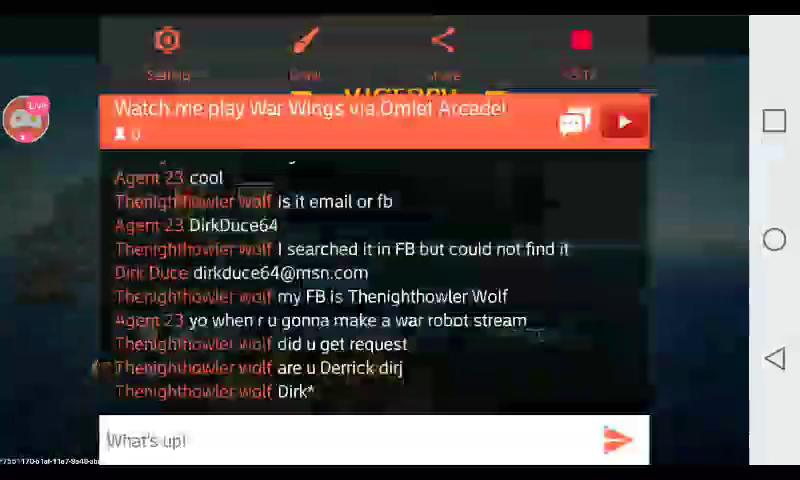 VICTORY
Live
Watch me play War Wings via Omlet Arcade!
0
Agent 23 cool
Thenighthowler wolf is it email or fb
Agent 23 DirkDuce64
Thenighthowler wolf I searched it in FB but could not find it
Dirk Duce dirkduce64@msn.com
Thenighthowler wolf my FB is Thenighthowler Wolf
Agent 23 yo when r u gonna make a war robot stream
Thenighthowler wolf did u get request
Thenighthowler wolf are u Derrick dirj
Thenighthowler wolf Dirk*
What's up!